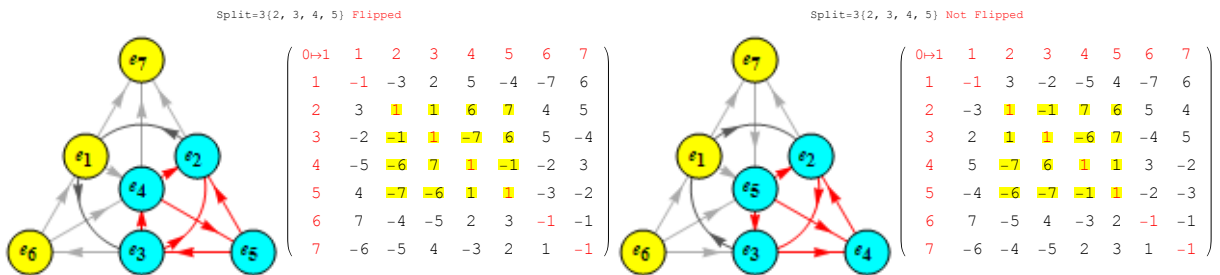 Split=3{2, 3, 4, 5} Flipped
e7
e1
e2
e4
e6
e3
e5
0↦1 1 2 3 4 5 6 7
1 −1 −3 2 5 −4 −7 6
2 3 1 1 6 7 4 5
3 −2 −1 1 −7 6 5 −4
4 −5 −6 7 1 −1 −2 3
5 4 −7 −6 1 1 −3 −2
6 7 −4 −5 2 3 −1 −1
7 −6 −5 4 −3 2 1 −1
Split=3{2, 3, 4, 5} Not Flipped
e7
e1
e2
e5
e6
e3
e4
0↦1 1 2 3 4 5 6 7
1 −1 3 −2 −5 4 −7 6
2 −3 1 −1 7 6 5 4
3 2 1 1 −6 7 −4 5
4 5 −7 6 1 1 3 −2
5 −4 −6 −7 −1 1 −2 −3
6 7 −5 4 −3 2 −1 −1
7 −6 −4 −5 2 3 1 −1